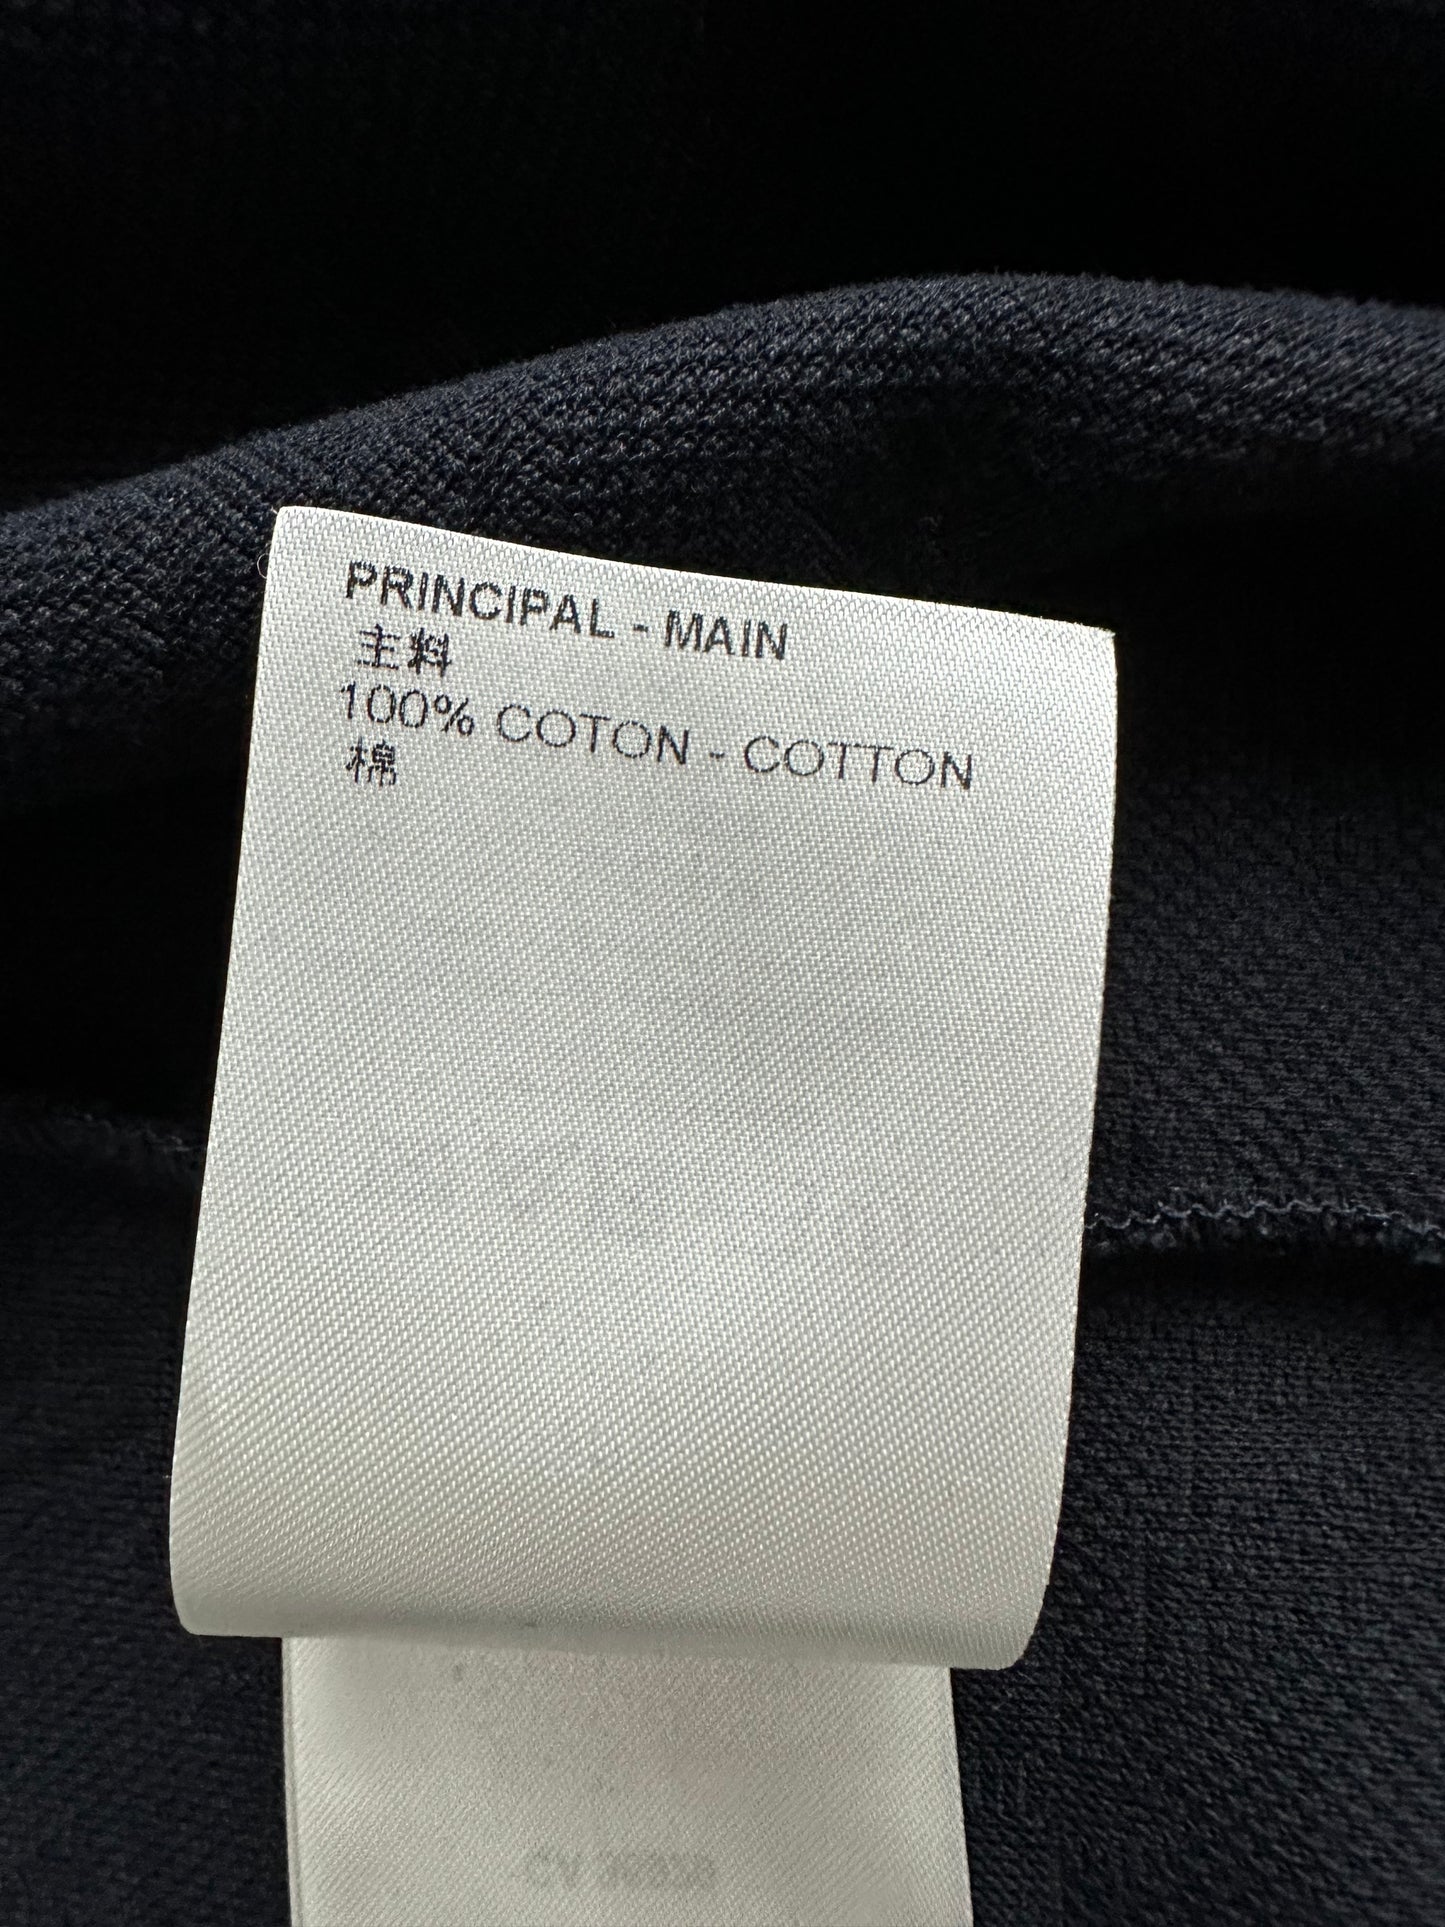 PRINCIPAL - MAIN
主料
100% COTON - COTTON
棉